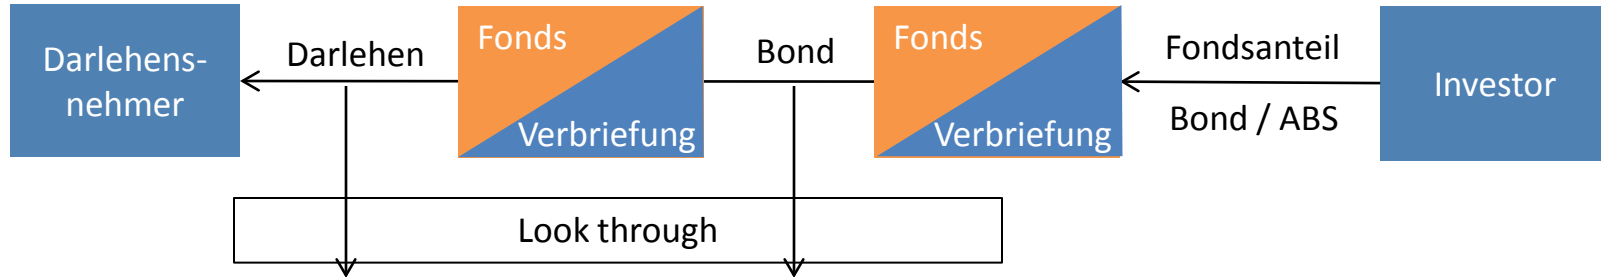 Darlehens-
nehmer
Darlehen
Fonds
Verbriefung
Bond
Fonds
Verbriefung
Fondsanteil
Bond / ABS
Investor
Look through